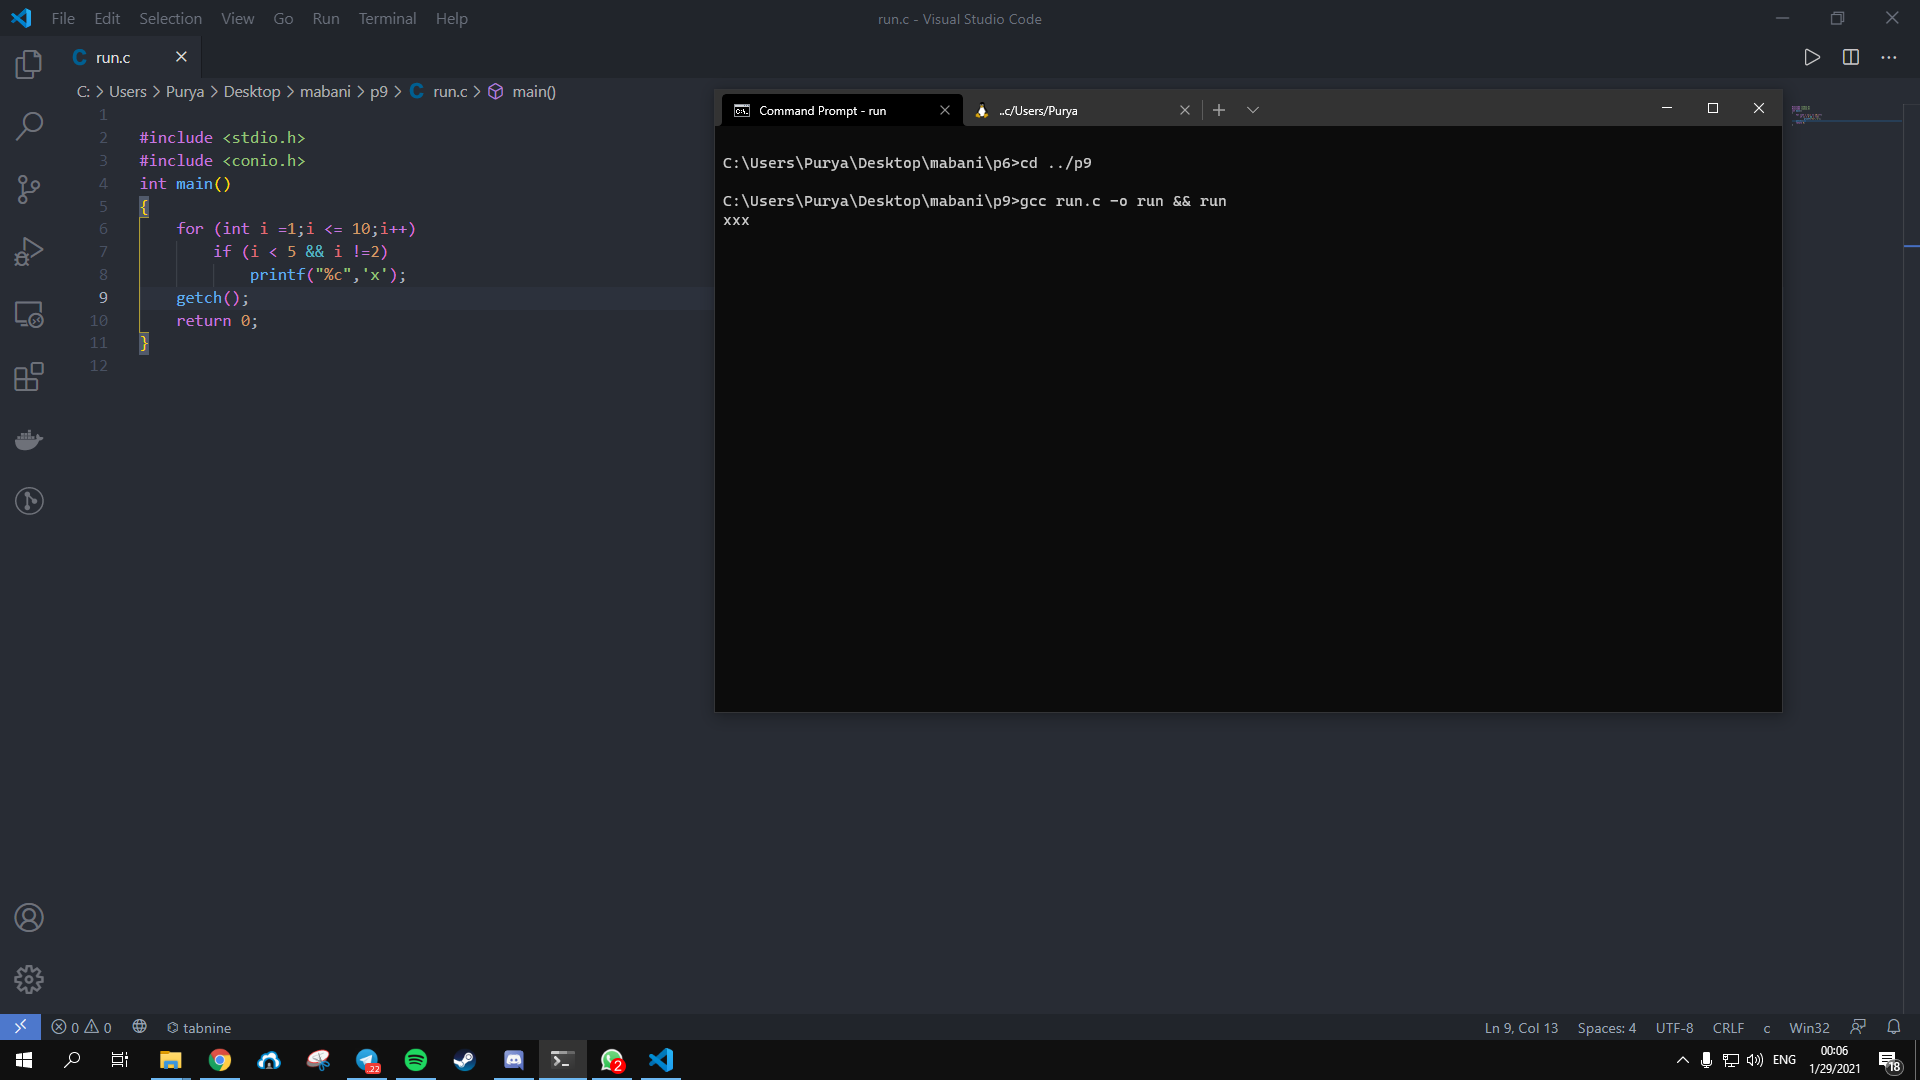 File Edit Selection View Go Run Terminal Help
run.c - Visual Studio Code
C run.c
C: > Users > Purya > Desktop > mabani > p9 > C run.c > main()
1
2 #include <stdio.h>
3 #include <conio.h>
4 int main()
5 {
6 for (int i =1;i <= 10;i++)
7 if (i < 5 && i !=2)
8 printf("%c",'x');
9 getch();
10 return 0;
11 }
12
Command Prompt - run
..c/Users/Purya
C:\Users\Purya\Desktop\mabani\p6>cd ../p9
C:\Users\Purya\Desktop\mabani\p9>gcc run.c -o run && run
xxx
0 0 tabnine
Ln 9, Col 13 Spaces: 4 UTF-8 CRLF c Win32
22
2
ENG
00:06
1/29/2021
18